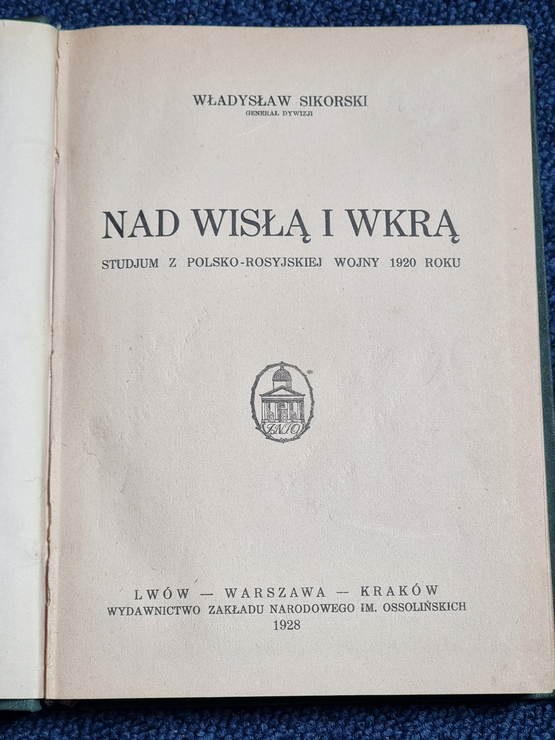 WŁADYSŁAW SIKORSKI
GENERAŁ DYWIZJI
NAD WISŁĄ I WKRĄ
STUDJUM Z POLSKO-ROSYJSKIEJ WOJNY 1920 ROKU
ZNIO
LWÓW — WARSZAWA — KRAKÓW
WYDAWNICTWO ZAKŁADU NARODOWEGO IM. OSSOLIŃSKICH
1928